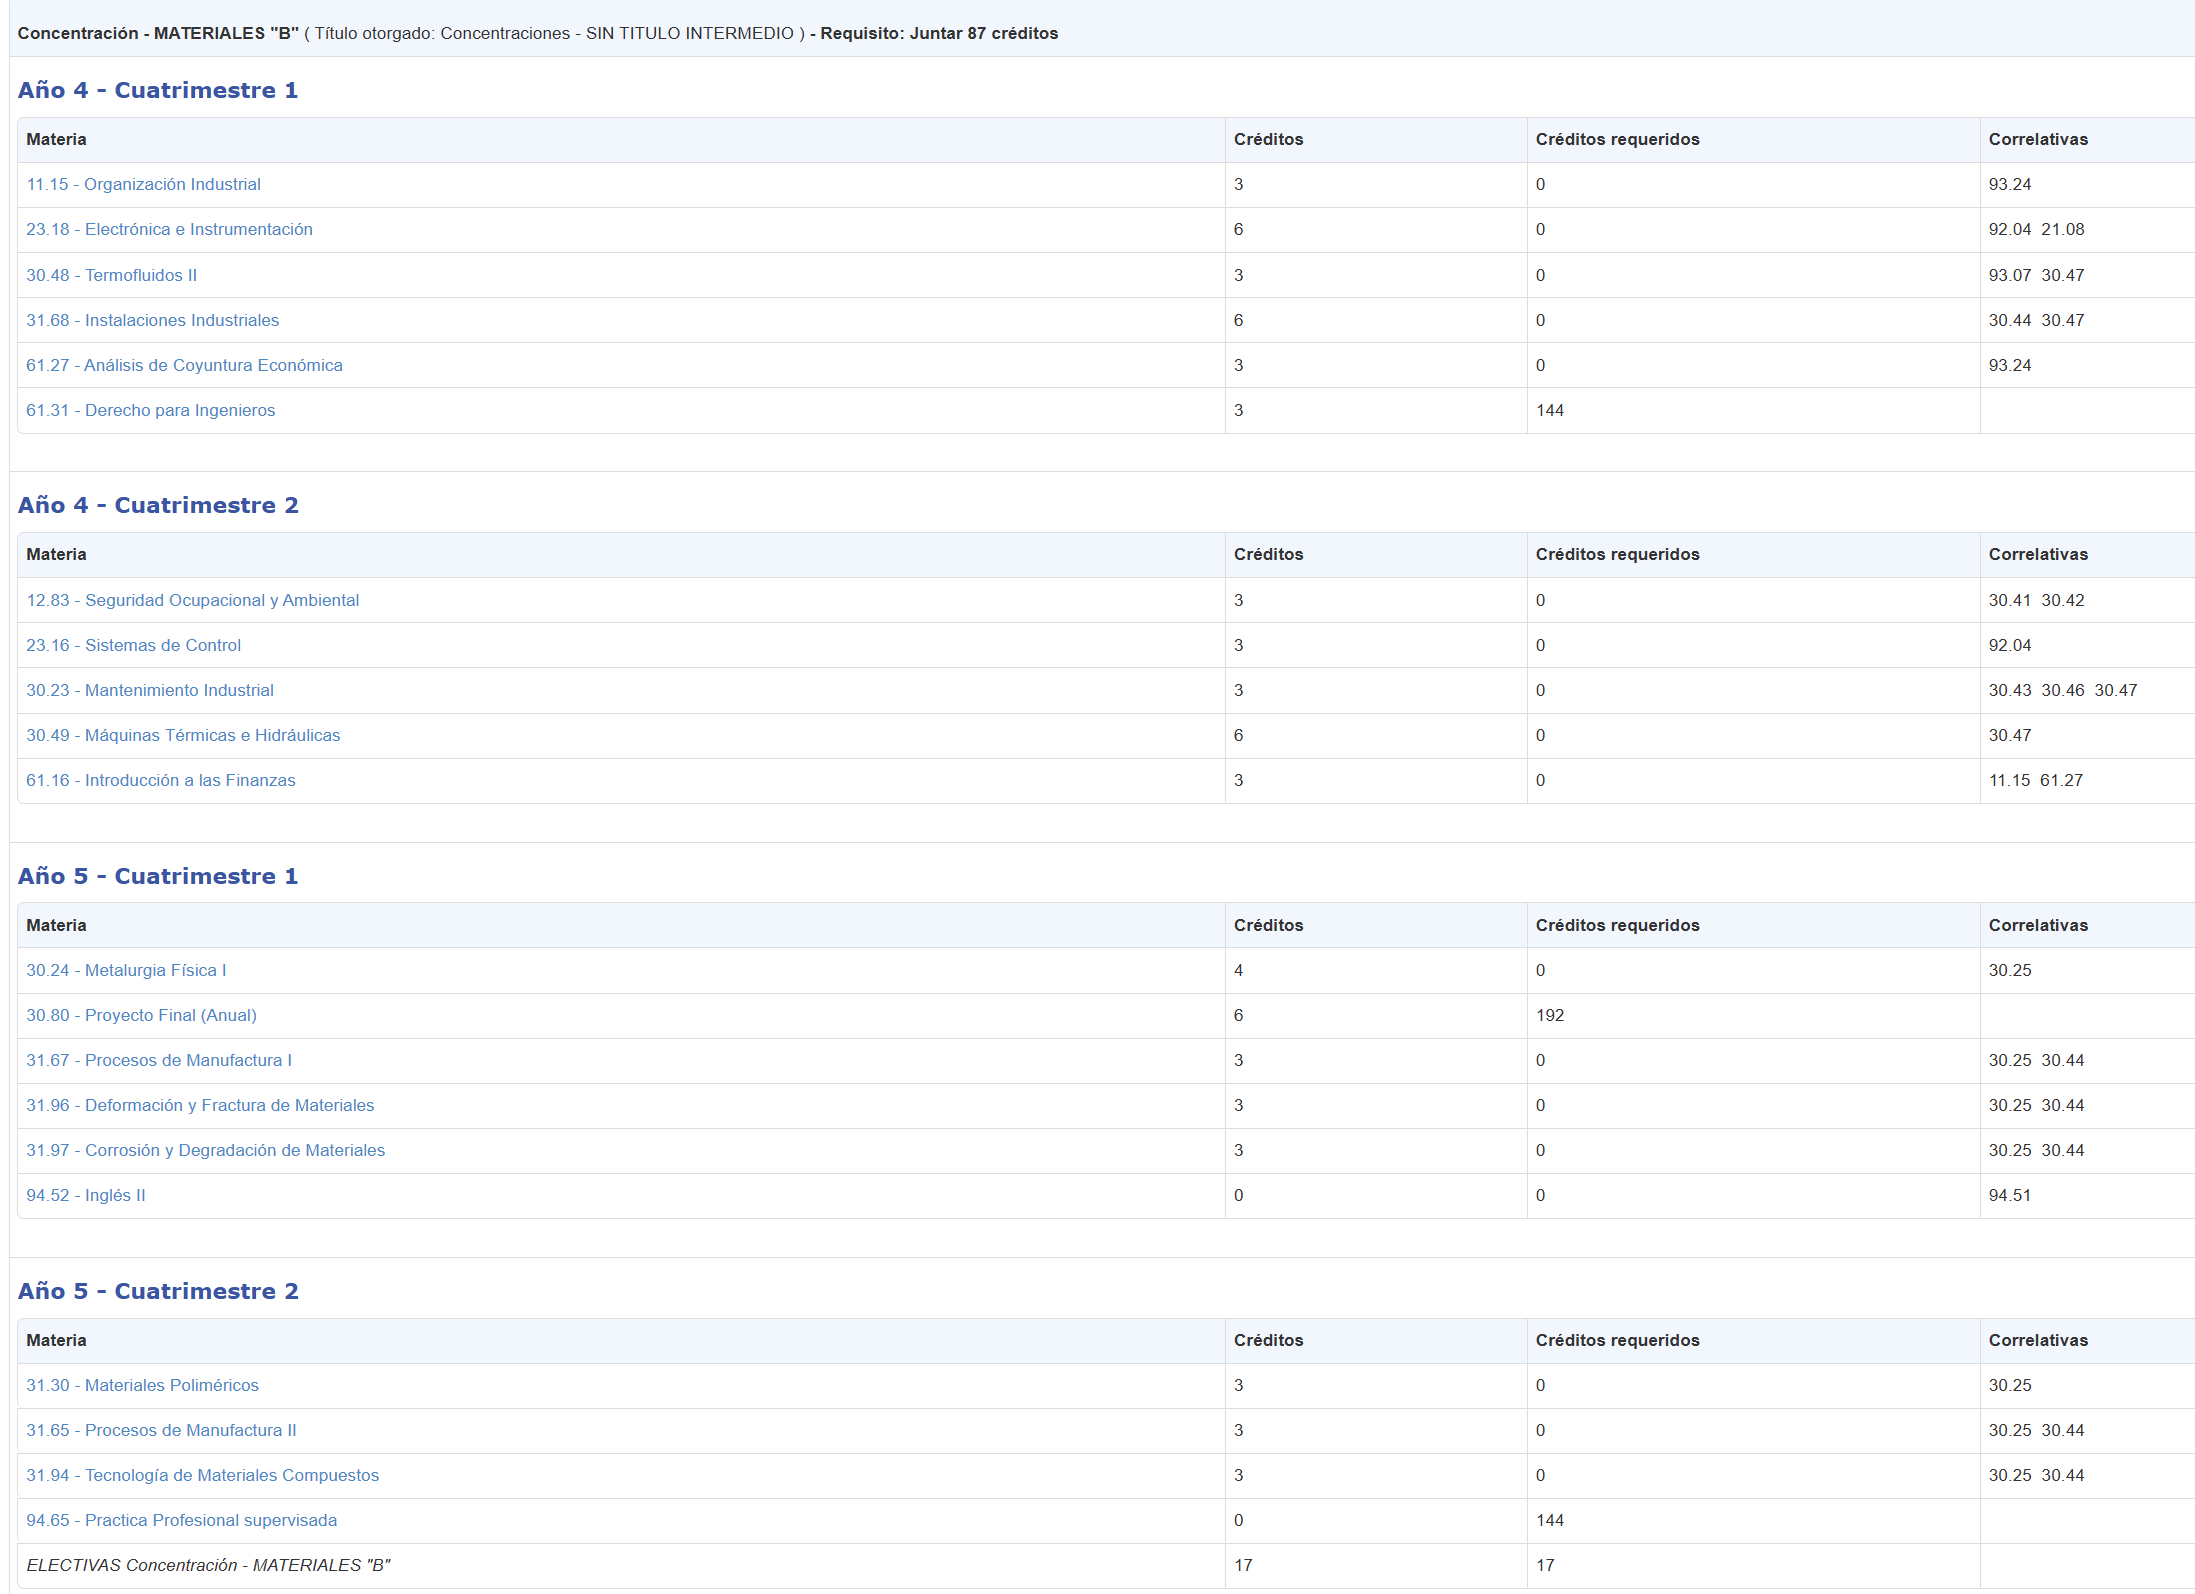 Concentración - MATERIALES "B" ( Título otorgado: Concentraciones - SIN TITULO INTERMEDIO ) - Requisito: Juntar 87 créditos
Año 4 - Cuatrimestre 1
Materia Créditos Créditos requeridos Correlativas
11.15 - Organización Industrial 3 0 93.24
23.18 - Electrónica e Instrumentación 6 0 92.04 21.08
30.48 - Termofluidos II 3 0 93.07 30.47
31.68 - Instalaciones Industriales 6 0 30.44 30.47
61.27 - Análisis de Coyuntura Económica 3 0 93.24
61.31 - Derecho para Ingenieros 3 144
Año 4 - Cuatrimestre 2
Materia Créditos Créditos requeridos Correlativas
12.83 - Seguridad Ocupacional y Ambiental 3 0 30.41 30.42
23.16 - Sistemas de Control 3 0 92.04
30.23 - Mantenimiento Industrial 3 0 30.43 30.46 30.47
30.49 - Máquinas Térmicas e Hidráulicas 6 0 30.47
61.16 - Introducción a las Finanzas 3 0 11.15 61.27
Año 5 - Cuatrimestre 1
Materia Créditos Créditos requeridos Correlativas
30.24 - Metalurgia Física I 4 0 30.25
30.80 - Proyecto Final (Anual) 6 192
31.67 - Procesos de Manufactura I 3 0 30.25 30.44
31.96 - Deformación y Fractura de Materiales 3 0 30.25 30.44
31.97 - Corrosión y Degradación de Materiales 3 0 30.25 30.44
94.52 - Inglés II 0 0 94.51
Año 5 - Cuatrimestre 2
Materia Créditos Créditos requeridos Correlativas
31.30 - Materiales Poliméricos 3 0 30.25
31.65 - Procesos de Manufactura II 3 0 30.25 30.44
31.94 - Tecnología de Materiales Compuestos 3 0 30.25 30.44
94.65 - Practica Profesional supervisada 0 144
ELECTIVAS Concentración - MATERIALES "B" 17 17